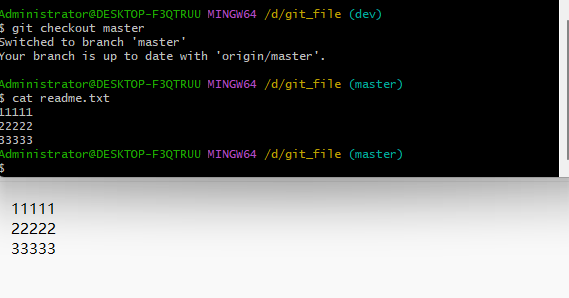 Administrator@DESKTOP-F3QTRUU MINGW64 /d/git_file (dev)
$ git checkout master
Switched to branch 'master'
Your branch is up to date with 'origin/master'.
Administrator@DESKTOP-F3QTRUU MINGW64 /d/git_file (master)
$ cat readme.txt
11111
22222
33333
Administrator@DESKTOP-F3QTRUU MINGW64 /d/git_file (master)
$
11111
22222
33333